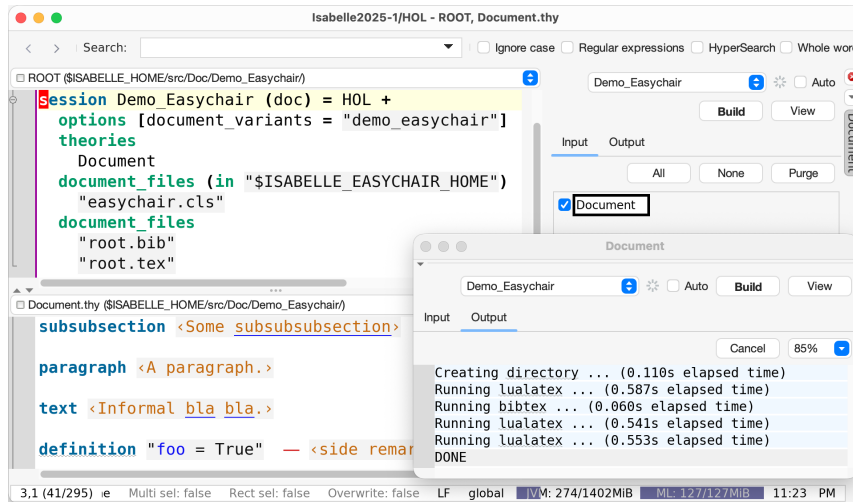 Isabelle2025-1/HOL - ROOT, Document.thy
Search:
Ignore case
Regular expressions
HyperSearch
Whole wor
ROOT ($ISABELLE_HOME/src/Doc/Demo_Easychair/)
session Demo_Easychair (doc) = HOL +
options [document_variants = "demo_easychair"]
theories
Document
document_files (in "$ISABELLE_EASYCHAIR_HOME")
"easychair.cls"
document_files
"root.bib"
"root.tex"
Demo_Easychair
Auto
Build
View
Input
Output
All
None
Purge
Document
Document
Document.thy ($ISABELLE_HOME/src/Doc/Demo_Easychair/)
subsubsection ‹Some subsubsubsection›
paragraph ‹A paragraph.›
text ‹Informal bla bla.›
definition "foo = True" — ‹side remar
Document
Demo_Easychair
Auto
Build
View
Input
Output
Cancel
85%
Creating directory ... (0.110s elapsed time)
Running lualatex ... (0.587s elapsed time)
Running bibtex ... (0.060s elapsed time)
Running lualatex ... (0.541s elapsed time)
Running lualatex ... (0.553s elapsed time)
DONE
3,1 (41/295)
Multi sel: false
Rect sel: false
Overwrite: false
LF
global
JVM: 274/1402MiB
ML: 127/127MiB
11:23 PM